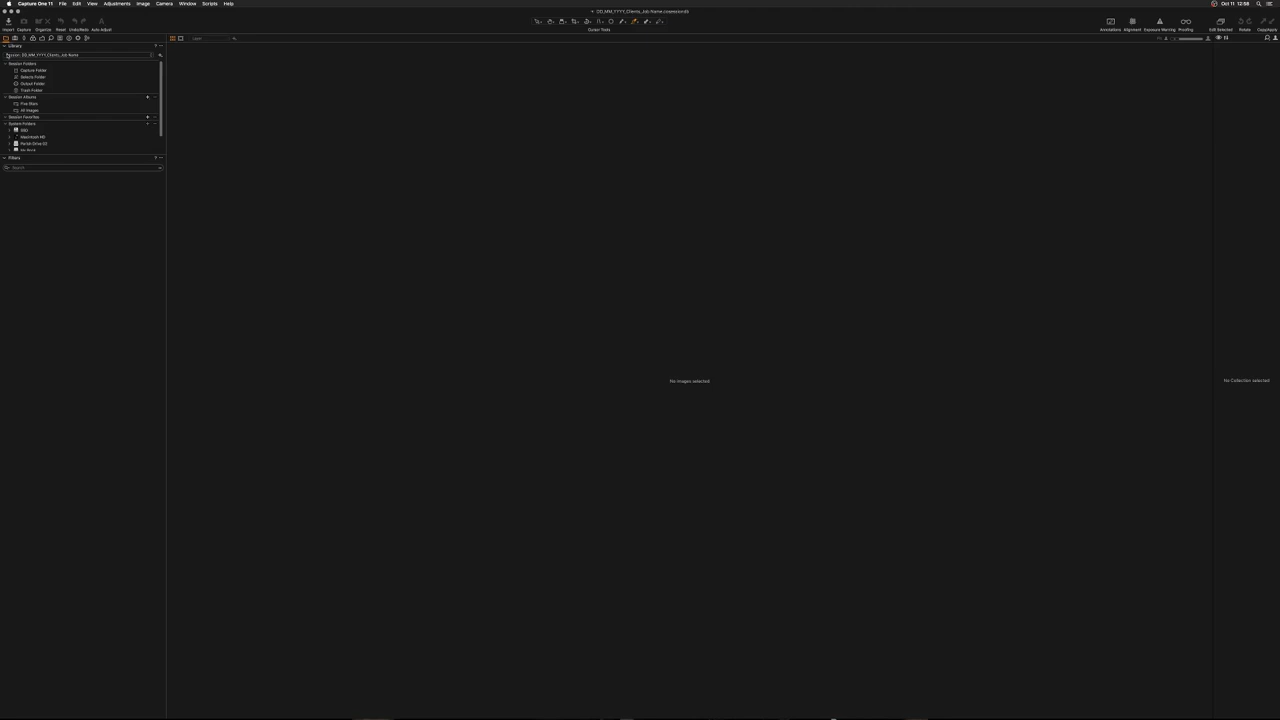 Capture One 11 File Edit View Adjustments Image Camera Window Scripts Help Oct 11 12:58
DD_MM_YYYY_Clients_Job Name.cosessiondb
Import Capture Organize Reset Undo/Redo Auto Adjust Cursor Tools Annotations Alignment Exposure Warning Proofing Edit Selected Rotate CopyApply
Layer
Library
DD_MM_YYYY_Clients_Job Name
Session Folders
Capture Folder
Selects Folder
Output Folder
Trash Folder
Session Albums
Five Stars
All Images
Session Favorites
System Folders
Macintosh HD
Filters
Search
No images selected
No Collection selected